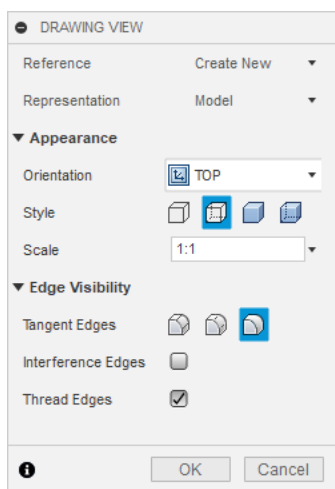 DRAWING VIEW
Reference Create New
Representation Model
Appearance
Orientation TOP
Style
Scale 1:1
Edge Visibility
Tangent Edges
Interference Edges
Thread Edges
OK Cancel